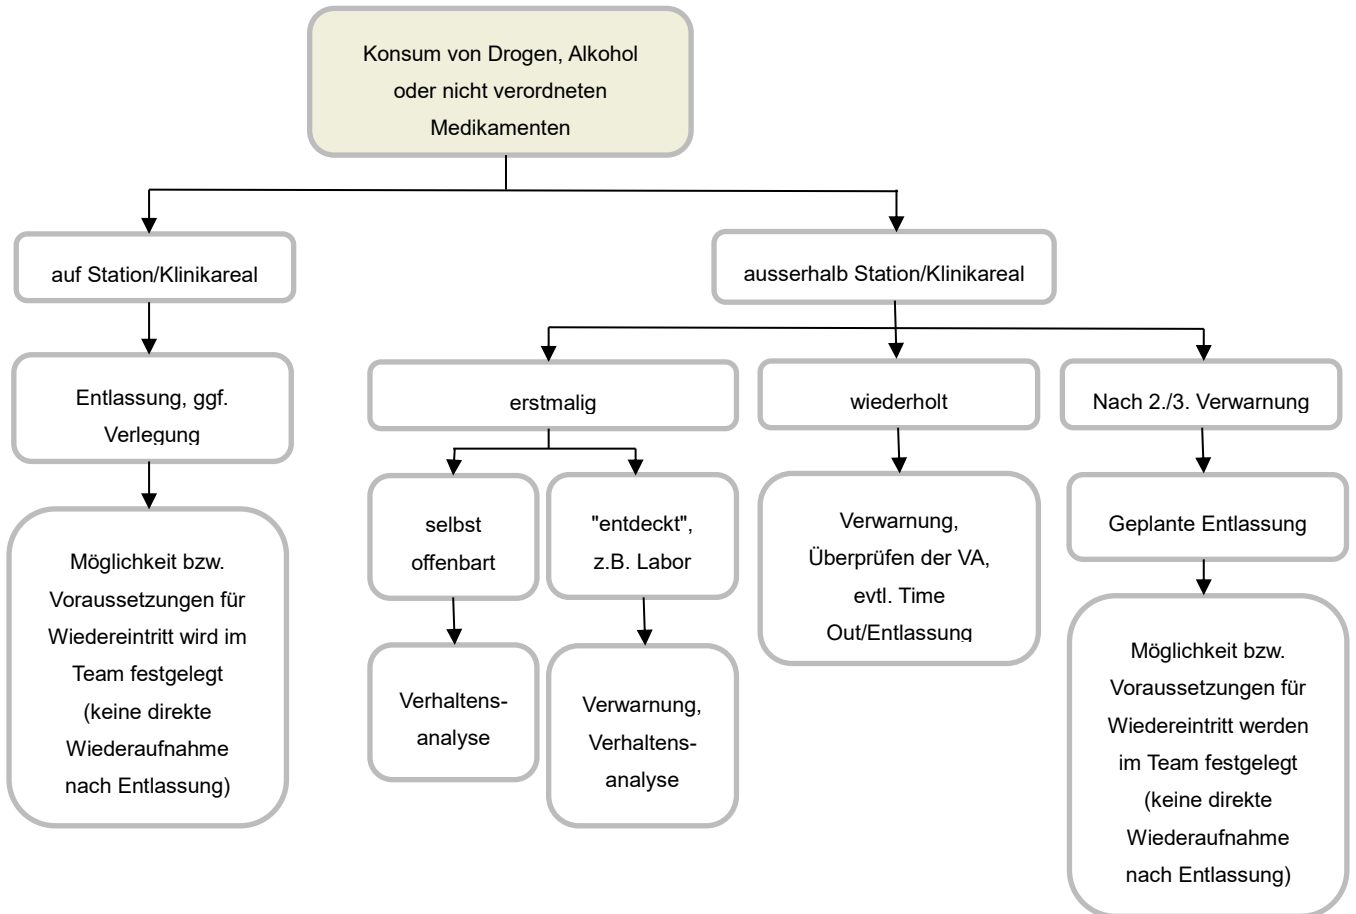 Konsum von Drogen, Alkohol
oder nicht verordneten
Medikamenten
auf Station/Klinikareal
ausserhalb Station/Klinikareal
Entlassung, ggf.
Verlegung
erstmalig
wiederholt
Nach 2./3. Verwarnung
Möglichkeit bzw.
Voraussetzungen für
Wiedereintritt wird im
Team festgelegt
(keine direkte
Wiederaufnahme
nach Entlassung)
selbst
offenbart
"entdeckt",
z.B. Labor
Verwarnung,
Überprüfen der VA,
evtl. Time
Out/Entlassung
Geplante Entlassung
Verhaltens-
analyse
Verwarnung,
Verhaltens-
analyse
Möglichkeit bzw.
Voraussetzungen für
Wiedereintritt werden
im Team festgelegt
(keine direkte
Wiederaufnahme
nach Entlassung)